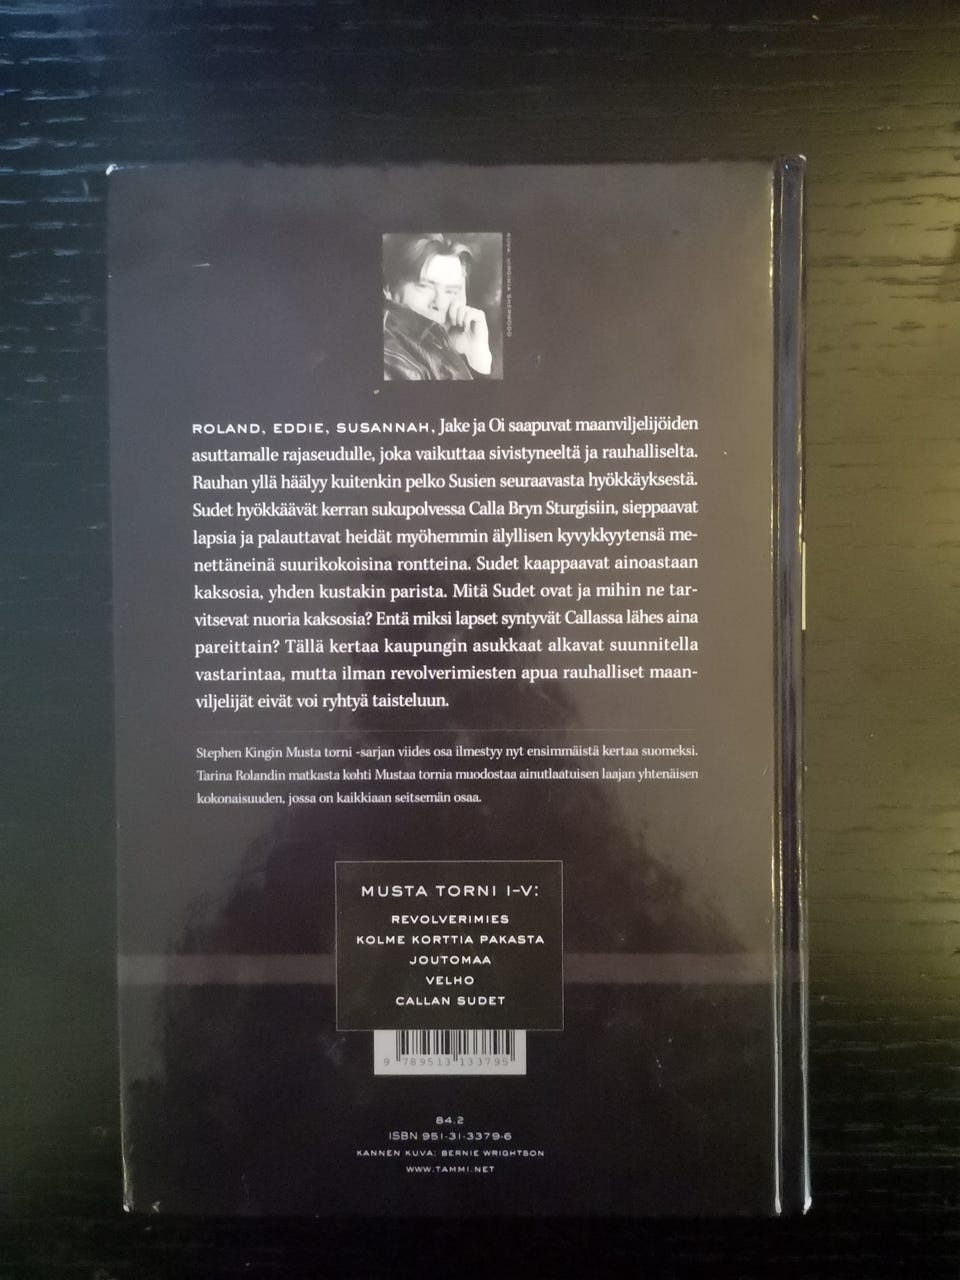 KUVA: VIRGINIA SHERWOOD
ROLAND, EDDIE, SUSANNAH, Jake ja Oi saapuvat maanviljelijöiden
asuttamalle rajaseudulle, joka vaikuttaa sivistyneeltä ja rauhalliselta.
Rauhan yllä häälyy kuitenkin pelko Susien seuraavasta hyökkäyksestä.
Sudet hyökkäävät kerran sukupolvessa Calla Bryn Sturgisiin, sieppaavat
lapsia ja palauttavat heidät myöhemmin älyllisen kyvykkyytensä me-
nettäneinä suurikokoisina rontteina. Sudet kaappaavat ainoastaan
kaksosia, yhden kustakin parista. Mitä Sudet ovat ja mihin ne tar-
vitsevat nuoria kaksosia? Entä miksi lapset syntyvät Callassa lähes aina
pareittain? Tällä kertaa kaupungin asukkaat alkavat suunnitella
vastarintaa, mutta ilman revolverimiesten apua rauhalliset maan-
viljelijät eivät voi ryhtyä taisteluun.
Stephen Kingin Musta torni -sarjan viides osa ilmestyy nyt ensimmäistä kertaa suomeksi.
Tarina Rolandin matkasta kohti Mustaa tornia muodostaa ainutlaatuisen laajan yhtenäisen
kokonaisuuden, jossa on kaikkiaan seitsemän osaa.
MUSTA TORNI I–V:
REVOLVERIMIES
KOLME KORTTIA PAKASTA
JOUTOMAA
VELHO
CALLAN SUDET
9 789513 133795
84.2
ISBN 951-31-3379-6
KANNEN KUVA: BERNIE WRIGHTSON
WWW.TAMMI.NET